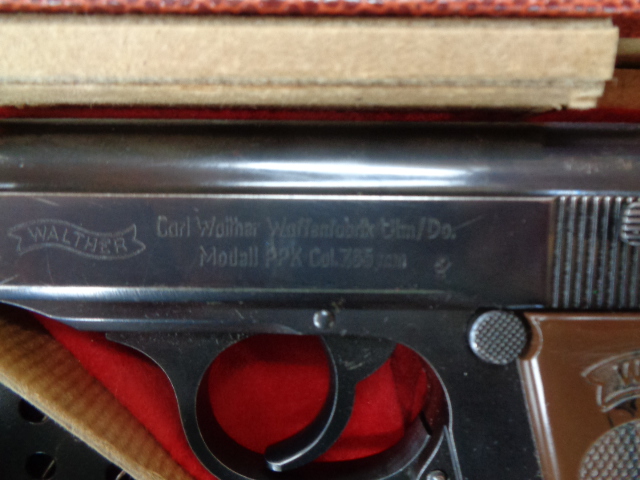 WALTHER
Carl Walther Waffenfabrik Ulm/Do.
Modell PPK Cal. 7.65 mm